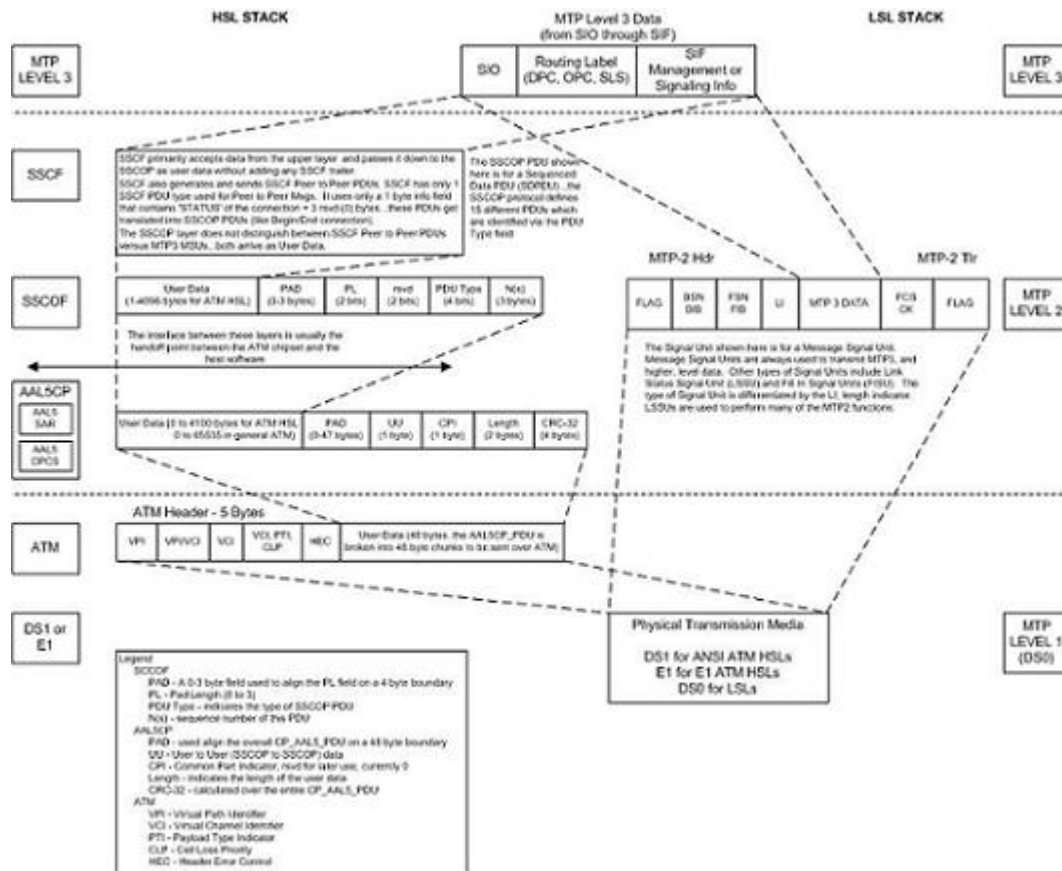 HSL STACK
MTP Level 3 Data
(from SIO through SIF)
LSL STACK
MTP
LEVEL 3
SIO
Routing Label
(DPC, OPC, SLS)
SIF
Management or
Signaling Info
MTP
LEVEL 3
SSCF
SSCF primarily accepts data from the upper layer and passes it down to the
SSCOP as user data without adding any SSCF trailer.
SSCF also generates and sends SSCF Peer to Peer PDUs. SSCF has only 1
SSCF PDU type used for Peer to Peer Msgs. It uses only a 1 byte info field
that contains "STATUS" of the connection + 3 rsvd (0) bytes...these PDUs get
translated into SSCOP PDUs (like Begin/End connection).
The SSCOP layer does not distinguish between SSCF Peer to Peer PDUs
versus MTP3 MSUs...both arrive as User Data.
The SSCOP PDU shown
here is for a Sequenced
Data PDU (SDPDU)...the
SSCOP protocol defines
15 different PDUs which
are identified via the PDU
Type field
MTP-2 Hdr
MTP-2 Tlr
SSCOF
User Data
(1-4096 bytes for ATM HSL)
PAD
(0-3 bytes)
PL
(2 bits)
rsvd
(2 bits)
PDU Type
(4 bits)
N(s)
(3 bytes)
FLAG
BSN
BIB
FSN
FIB
LI
MTP 3 DATA
FCS
CK
FLAG
MTP
LEVEL 2
The interface between these layers is usually the
handoff point between the ATM chipset and the
host software
The Signal Unit shown here is for a Message Signal Unit.
Message Signal Units are always used to transmit MTP3, and
higher, level data. Other types of Signal Units include Link
Status Signal Unit (LSSU) and Fill In Signal Units (FISU). The
type of Signal Unit is differentiated by the LI, length indicator.
LSSUs are used to perform many of the MTP2 functions.
AAL5CP
AAL5
SAR
AAL5
CPCS
User Data (0 to 4100 bytes for ATM HSL
0 to 65535 in general ATM)
PAD
(0-47 bytes)
UU
(1 byte)
CPI
(1 byte)
Length
(2 bytes)
CRC-32
(4 bytes)
ATM Header - 5 Bytes
ATM
VPI
VPI/VCI
VCI
VCI, PTI,
CLP
HEC
User Data (48 bytes, the AAL5CP_PDU is
broken into 48 byte chunks to be sent over ATM)
DS1 or
E1
Physical Transmission Media
DS1 for ANSI ATM HSLs
E1 for E1 ATM HSLs
DS0 for LSLs
MTP
LEVEL 1
(DS0)
Legend
SCCOF
PAD - A 0-3 byte field used to align the PL field on a 4 byte boundary
PL - Pad Length (0 to 3)
PDU Type - indicates the type of SSCOP PDU
N(s) - sequence number of this PDU
AAL5CP
PAD - used align the overall CP_AAL5_PDU on a 48 byte boundary
UU - User to User (SSCOP to SSCOP) data
CPI - Common Part Indicator, rsvd for later use, currently 0
Length - indicates the length of the user data
CRC-32 - calculated over the entire CP_AAL5_PDU
ATM
VPI - Virtual Path Identifier
VCI - Virtual Channel Identifier
PTI - Payload Type Indicator
CLP - Cell Loss Priority
HEC - Header Error Control